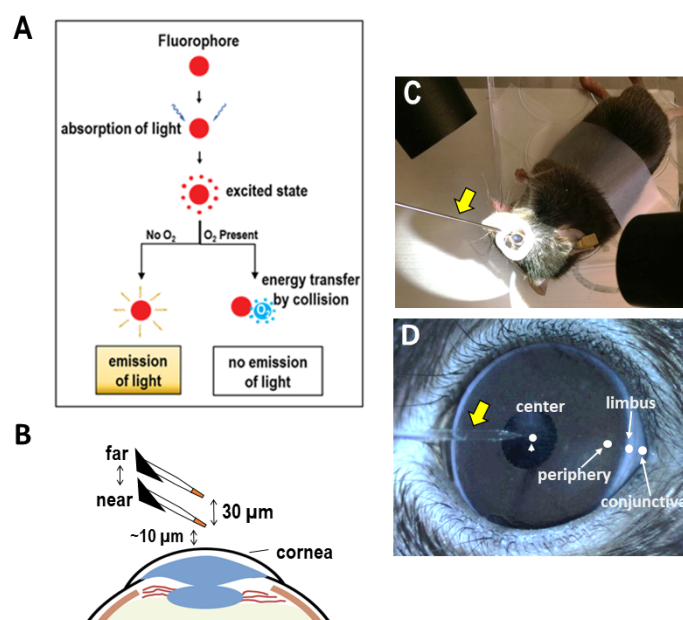 A
Fluorophore
absorption of light
excited state
No O₂
O₂ Present
energy transfer
by collision
O₂
emission
of light
no emission
of light
B
far
near
30 µm
~10 µm
cornea
C
D
center
limbus
periphery
conjunctiva